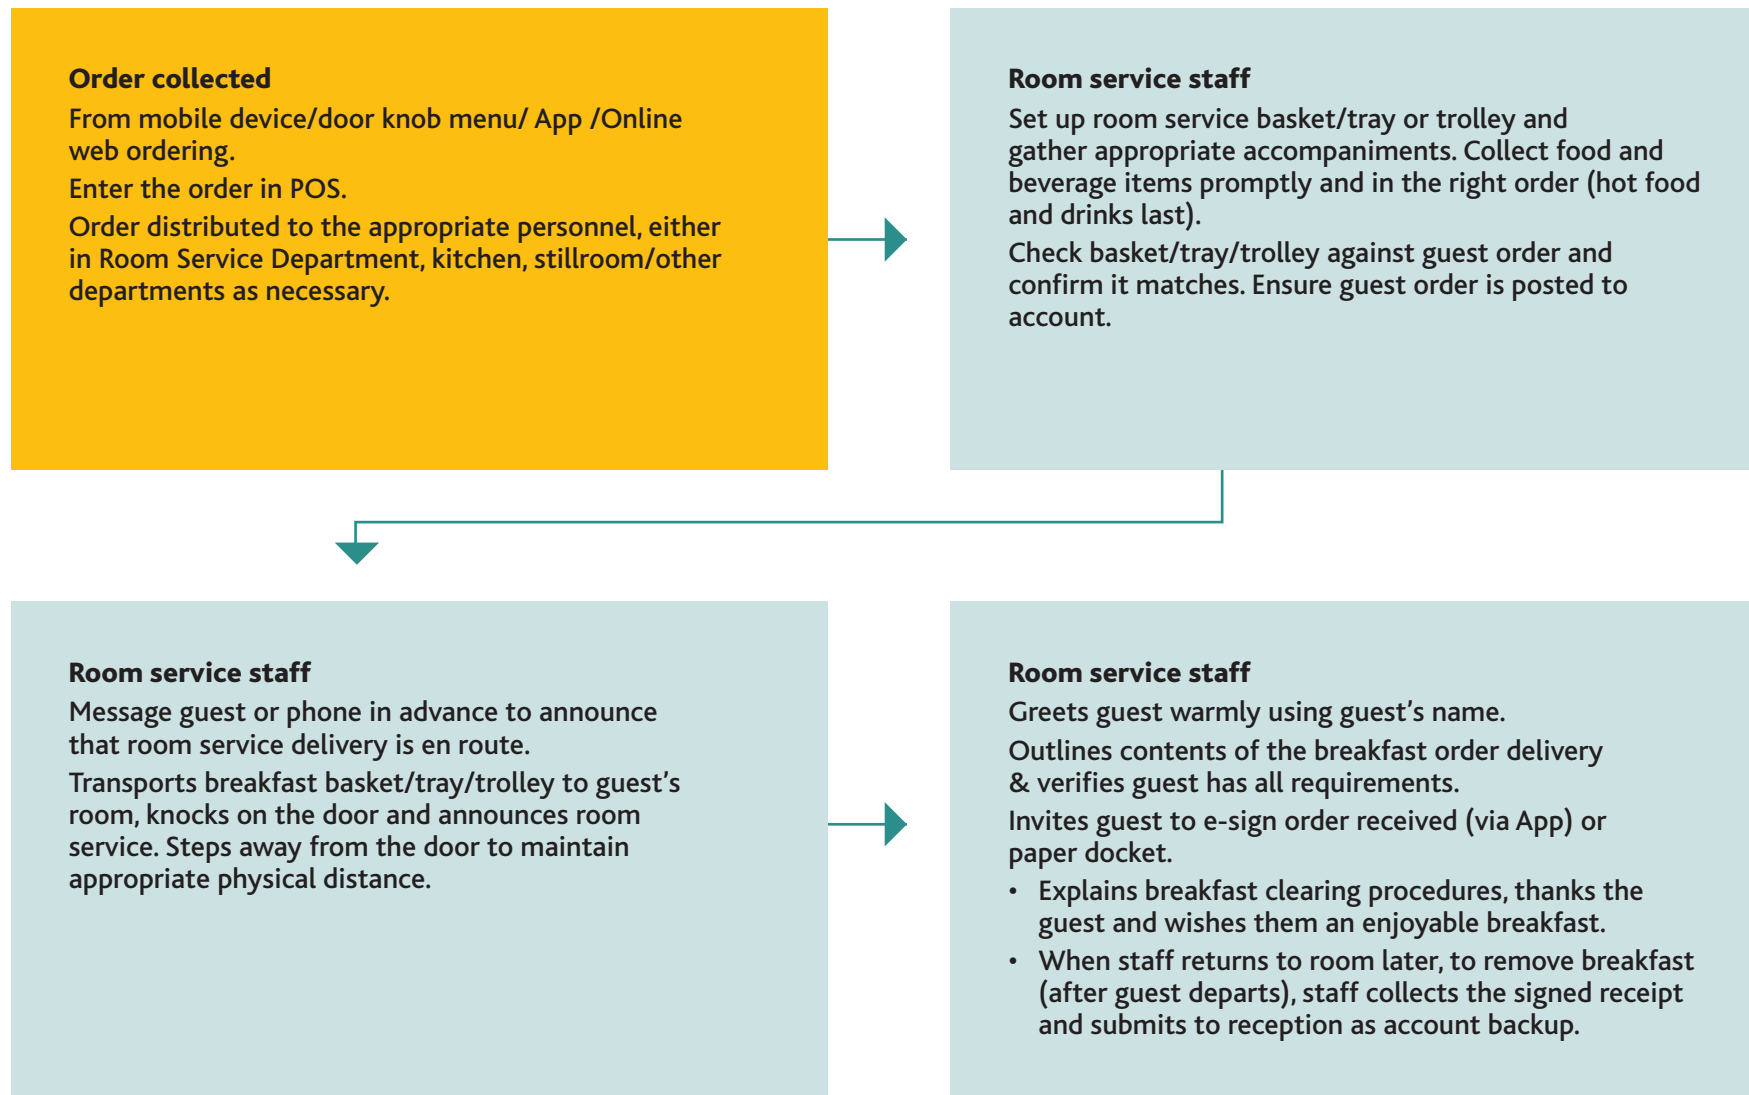 Order collected
From mobile device/door knob menu/ App /Online
web ordering.
Enter the order in POS.
Order distributed to the appropriate personnel, either
in Room Service Department, kitchen, stillroom/other
departments as necessary.
Room service staff
Set up room service basket/tray or trolley and
gather appropriate accompaniments. Collect food and
beverage items promptly and in the right order (hot food
and drinks last).
Check basket/tray/trolley against guest order and
confirm it matches. Ensure guest order is posted to
account.
Room service staff
Message guest or phone in advance to announce
that room service delivery is en route.
Transports breakfast basket/tray/trolley to guest’s
room, knocks on the door and announces room
service. Steps away from the door to maintain
appropriate physical distance.
Room service staff
Greets guest warmly using guest’s name.
Outlines contents of the breakfast order delivery
& verifies guest has all requirements.
Invites guest to e-sign order received (via App) or
paper docket.
• Explains breakfast clearing procedures, thanks the
guest and wishes them an enjoyable breakfast.
• When staff returns to room later, to remove breakfast
(after guest departs), staff collects the signed receipt
and submits to reception as account backup.